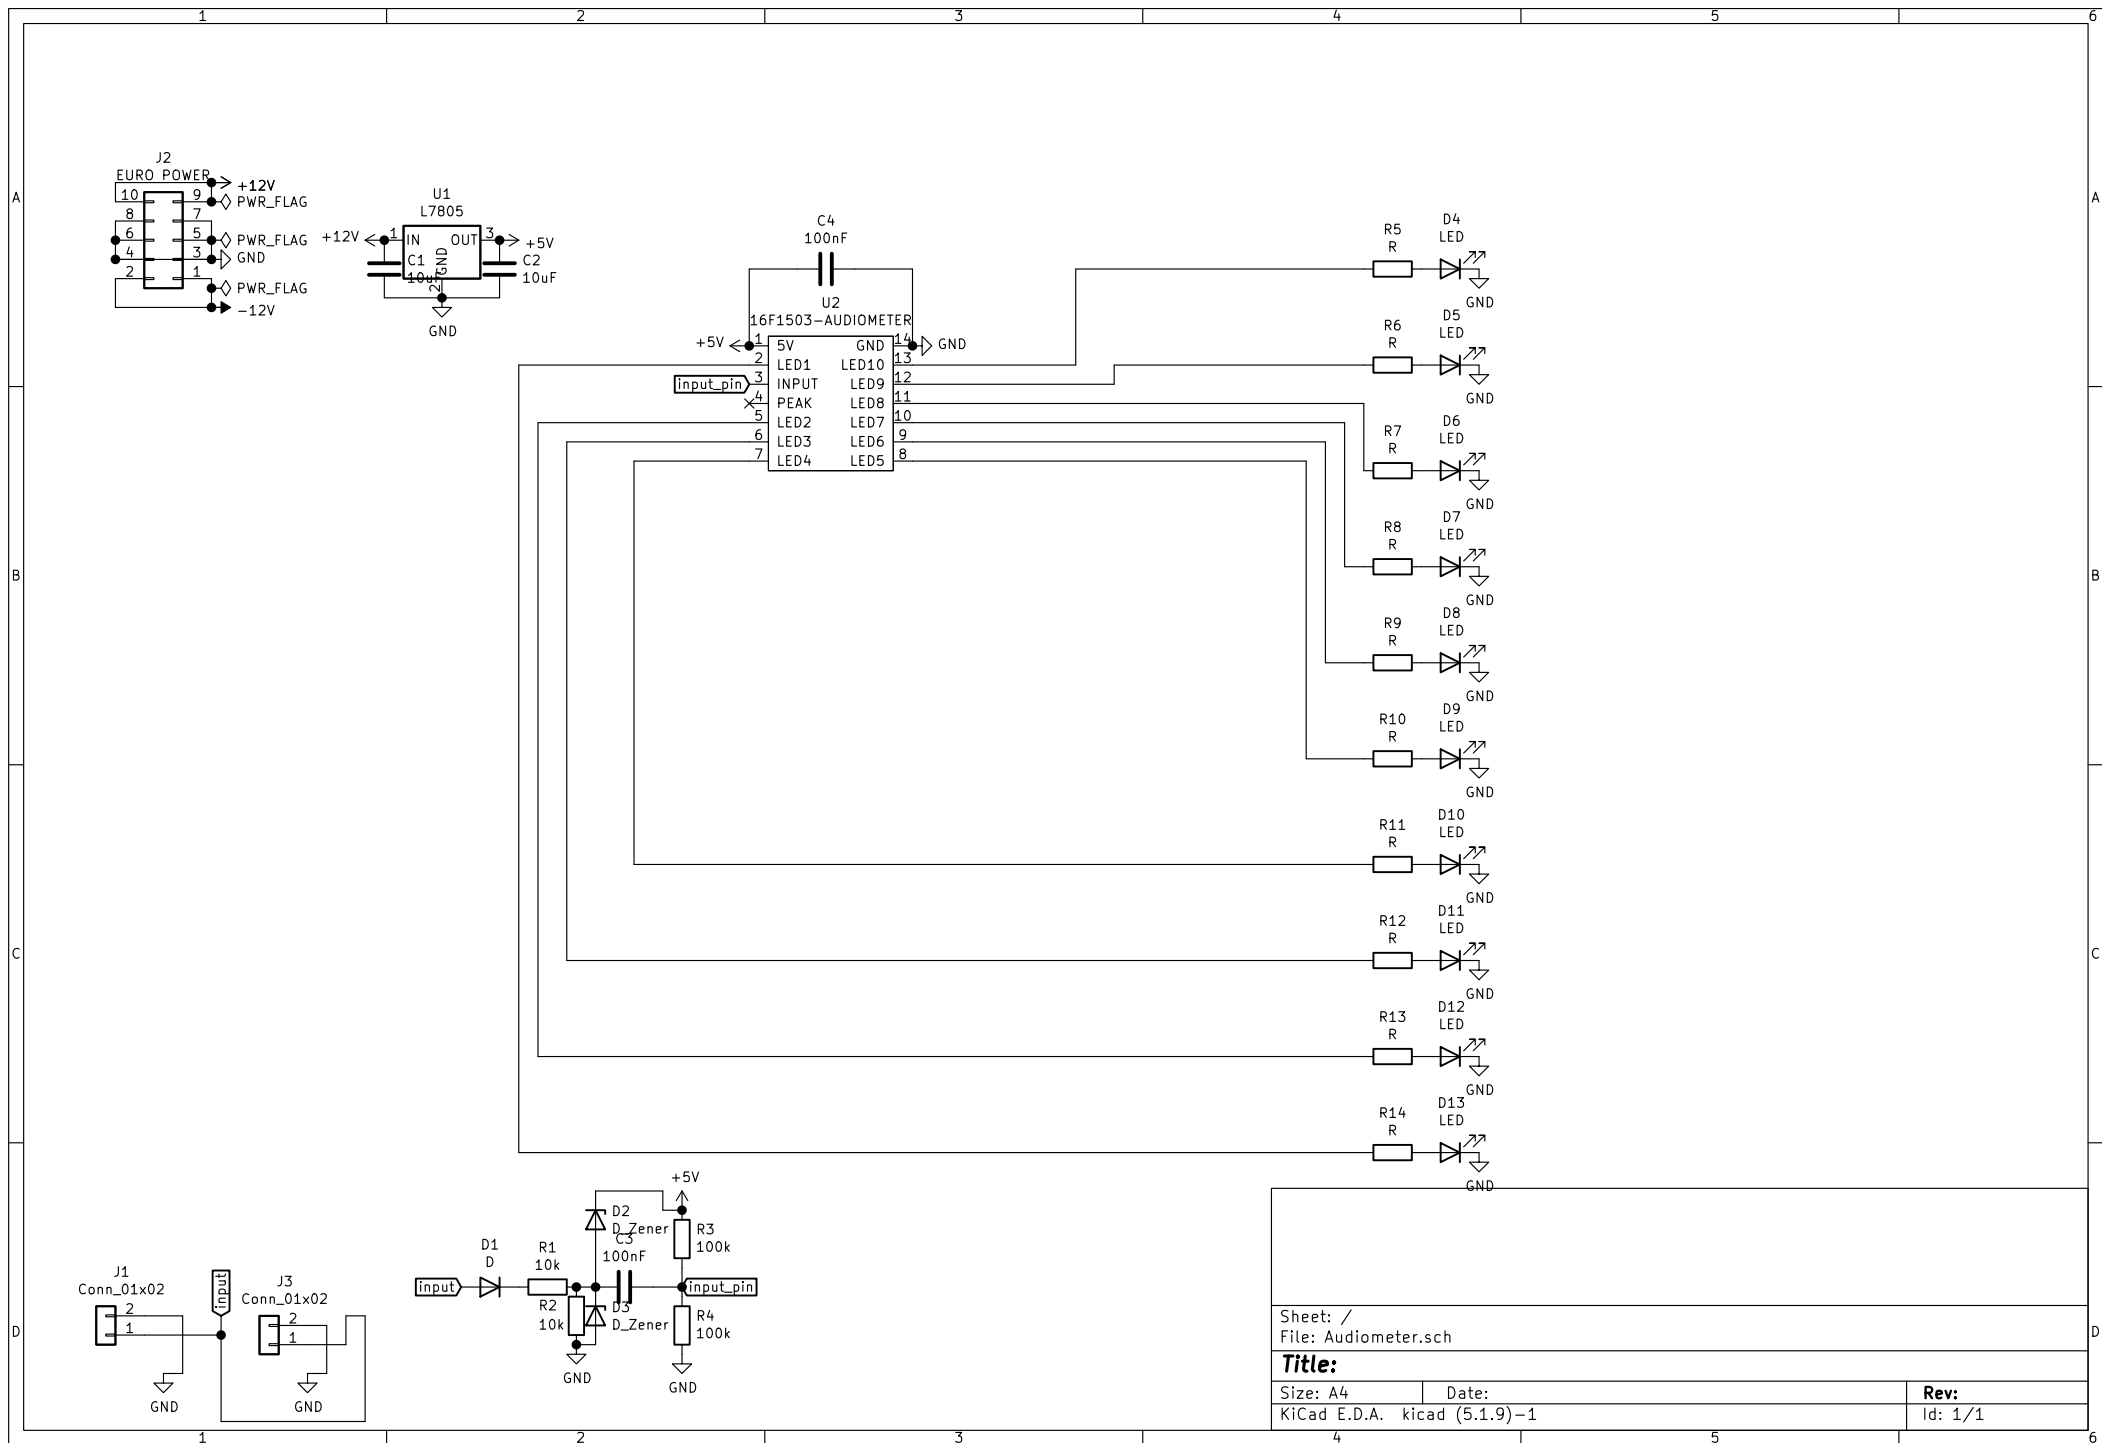 1 2 3 4 5 6
A A
B B
C C
D D
J2
EURO POWER
10 9
8 7
6 5
4 3
2 1
+12V
PWR_FLAG
PWR_FLAG
GND
PWR_FLAG
-12V
U1
L7805
+12V
1 IN OUT 3
+5V
GND
2
C1
10uF
C2
10uF
GND
C4
100nF
U2
16F1503-AUDIOMETER
+5V
1 5V GND 14
GND
2 LED1 LED10 13
input_pin
3 INPUT LED9 12
4 PEAK LED8 11
5 LED2 LED7 10
6 LED3 LED6 9
7 LED4 LED5 8
R5
R
D4
LED
GND
R6
R
D5
LED
GND
R7
R
D6
LED
GND
R8
R
D7
LED
GND
R9
R
D8
LED
GND
R10
R
D9
LED
GND
R11
R
D10
LED
GND
R12
R
D11
LED
GND
R13
R
D12
LED
GND
R14
R
D13
LED
GND
J1
Conn_01x02
2
1
GND
input
J3
Conn_01x02
2
1
GND
input
D1
D
R1
10k
R2
10k
GND
D2
D_Zener
C3
100nF
D3
D_Zener
+5V
R3
100k
input_pin
R4
100k
GND
Sheet: /
File: Audiometer.sch
Title:
Size: A4 Date: Rev:
KiCad E.D.A. kicad (5.1.9)-1 Id: 1/1
1 2 3 4 5 6